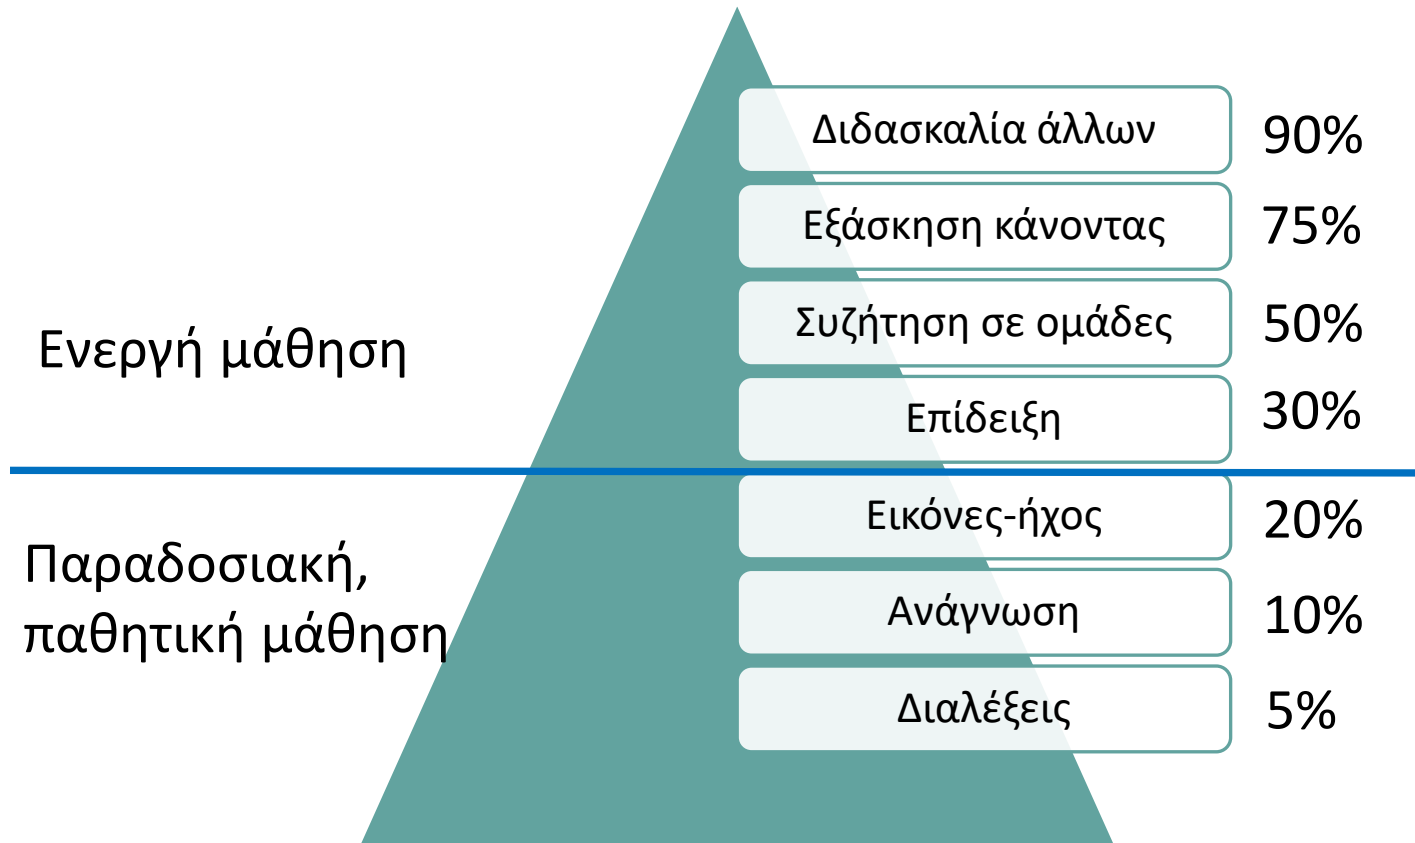 Διδασκαλία άλλων 90%
Εξάσκηση κάνοντας 75%
Συζήτηση σε ομάδες 50%
Ενεργή μάθηση
Επίδειξη 30%
Εικόνες-ήχος 20%
Παραδοσιακή,
παθητική μάθηση
Ανάγνωση 10%
Διαλέξεις 5%